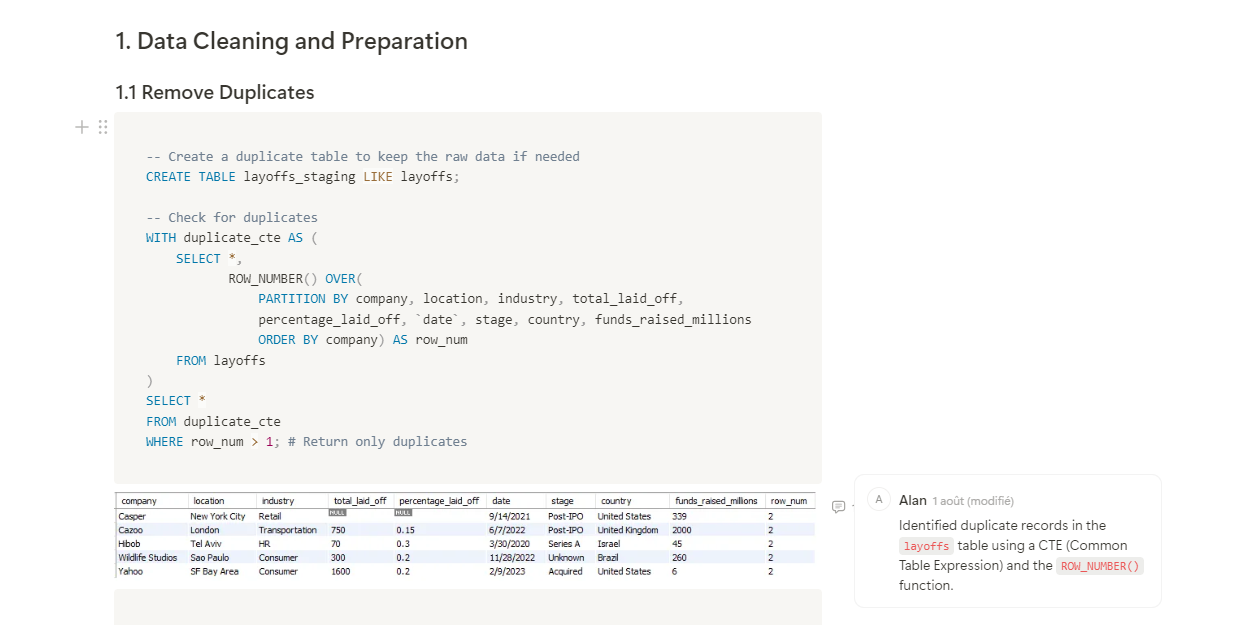 1. Data Cleaning and Preparation
1.1 Remove Duplicates
-- Create a duplicate table to keep the raw data if needed
CREATE TABLE layoffs_staging LIKE layoffs;
-- Check for duplicates
WITH duplicate_cte AS (
SELECT *,
ROW_NUMBER() OVER(
PARTITION BY company, location, industry, total_laid_off,
percentage_laid_off, `date`, stage, country, funds_raised_millions
ORDER BY company) AS row_num
FROM layoffs
)
SELECT *
FROM duplicate_cte
WHERE row_num > 1; # Return only duplicates
company location industry total_laid_off percentage_laid_off date stage country funds_raised_millions row_num
Casper New York City Retail NULL NULL 9/14/2021 Post-IPO United States 339 2
Cazoo London Transportation 750 0.15 6/7/2022 Post-IPO United Kingdom 2000 2
Hibob Tel Aviv HR 70 0.3 3/30/2020 Series A Israel 45 2
Wildlife Studios Sao Paulo Consumer 300 0.2 11/28/2022 Unknown Brazil 260 2
Yahoo SF Bay Area Consumer 1600 0.2 2/9/2023 Acquired United States 6 2
A Alan 1 août (modifié)
Identified duplicate records in the
layoffs table using a CTE (Common
Table Expression) and the ROW_NUMBER()
function.